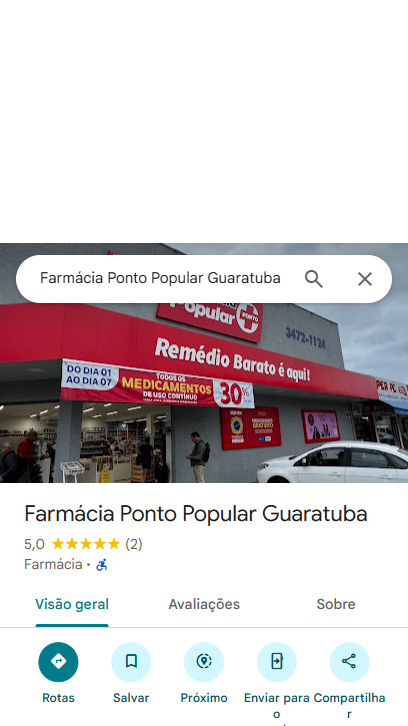 Farmácia Ponto Popular Guaratuba
Popular
PONTO
3472-1124
Remédio Barato é aqui!
DO DIA 01
AO DIA 07
TODOS OS
MEDICAMENTOS
DE USO CONTÍNUO
30%
Farmácia Ponto Popular Guaratuba
5,0 ★★★★★ (2)
Farmácia ·
Visão geral Avaliações Sobre
Rotas Salvar Próximo Enviar para o Compartilhar